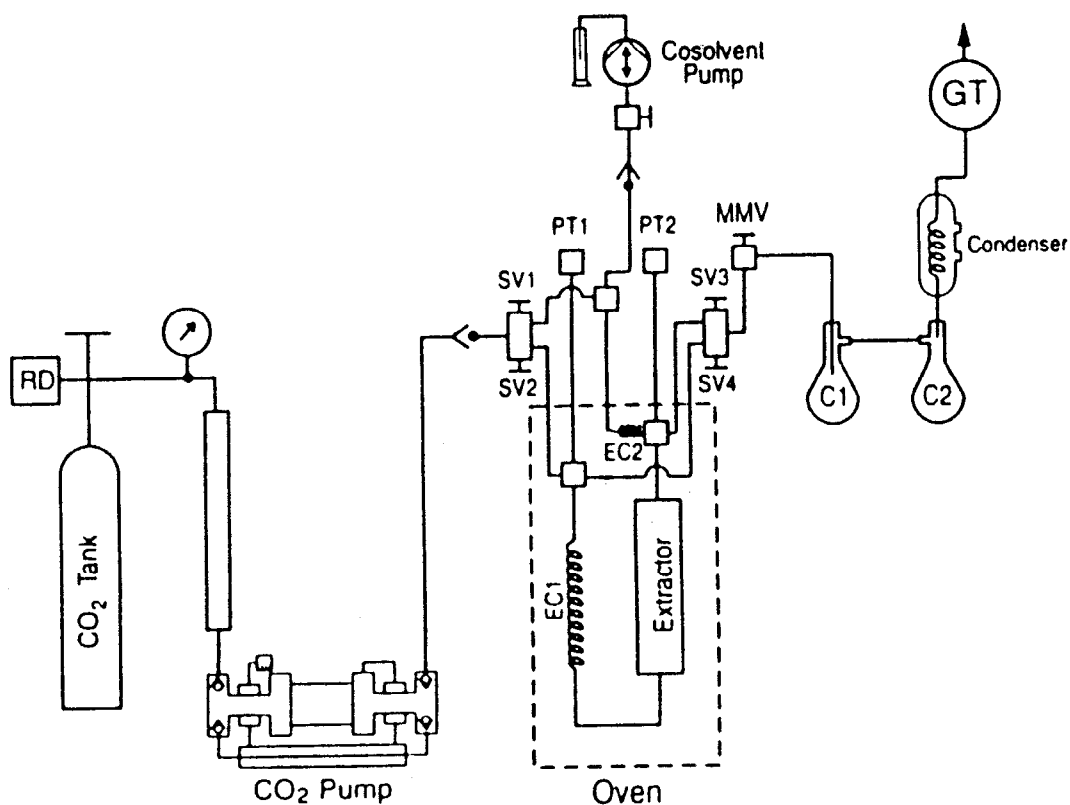 Cosolvent
Pump
GT
PT1
PT2
MMV
Condenser
SV1
SV3
RD
SV2
SV4
C1
C2
EC2
CO₂ Tank
EC1
Extractor
CO₂ Pump
Oven